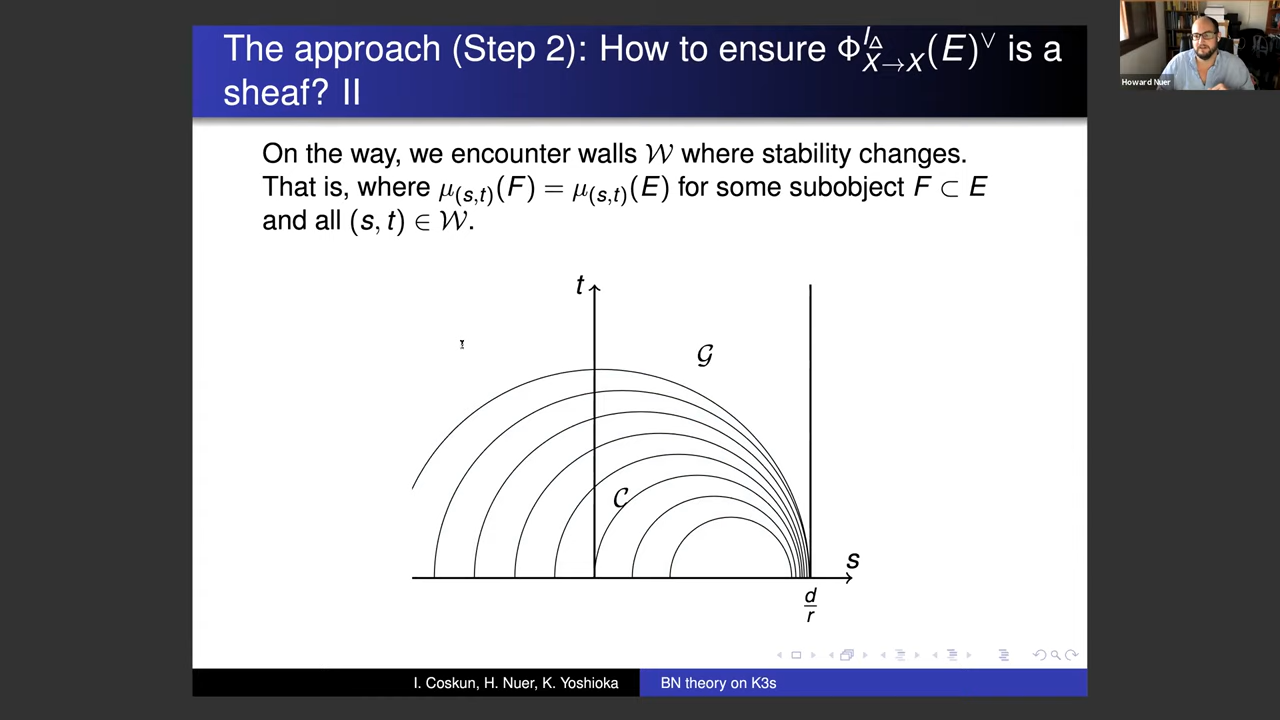 The approach (Step 2): How to ensure Φ^{I_Δ}_{X→X}(E)^∨ is a
sheaf? II
Howard Nuer
On the way, we encounter walls 𝒲 where stability changes.
That is, where μ_{(s,t)}(F) = μ_{(s,t)}(E) for some subobject F ⊂ E
and all (s, t) ∈ 𝒲.
t
𝒢
𝒞
s
d/r
I. Coskun, H. Nuer, K. Yoshioka
BN theory on K3s